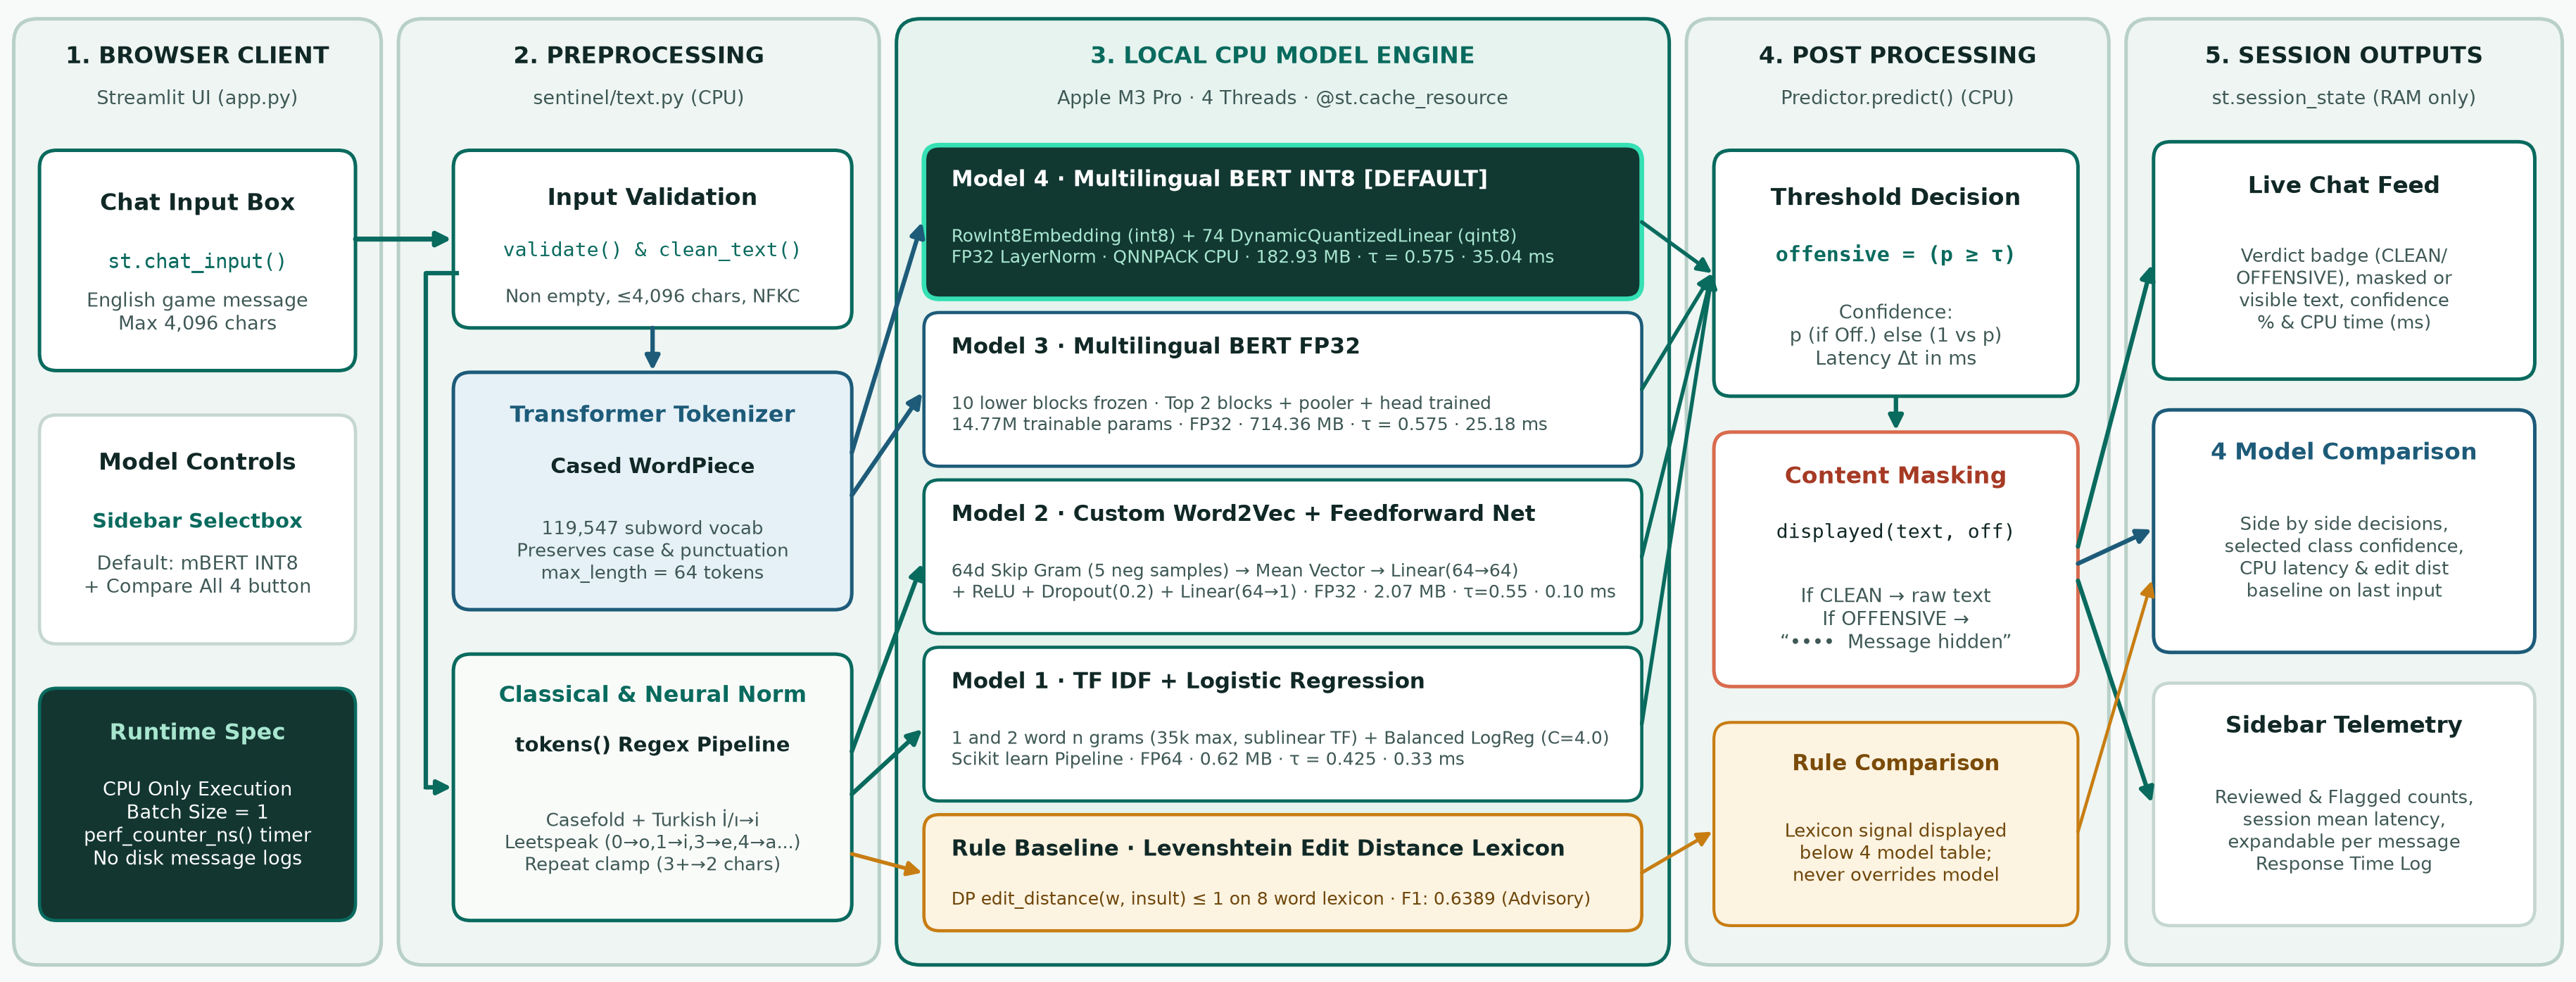 1. BROWSER CLIENT
Streamlit UI (app.py)
Chat Input Box
st.chat_input()
English game message
Max 4,096 chars
Model Controls
Sidebar Selectbox
Default: mBERT INT8
+ Compare All 4 button
Runtime Spec
CPU Only Execution
Batch Size = 1
perf_counter_ns() timer
No disk message logs
2. PREPROCESSING
sentinel/text.py (CPU)
Input Validation
validate() & clean_text()
Non empty, ≤4,096 chars, NFKC
Transformer Tokenizer
Cased WordPiece
119,547 subword vocab
Preserves case & punctuation
max_length = 64 tokens
Classical & Neural Norm
tokens() Regex Pipeline
Casefold + Turkish İ/ı→i
Leetspeak (0→o,1→i,3→e,4→a...)
Repeat clamp (3+→2 chars)
3. LOCAL CPU MODEL ENGINE
Apple M3 Pro · 4 Threads · @st.cache_resource
Model 4 · Multilingual BERT INT8 [DEFAULT]
RowInt8Embedding (int8) + 74 DynamicQuantizedLinear (qint8)
FP32 LayerNorm · QNNPACK CPU · 182.93 MB · τ = 0.575 · 35.04 ms
Model 3 · Multilingual BERT FP32
10 lower blocks frozen · Top 2 blocks + pooler + head trained
14.77M trainable params · FP32 · 714.36 MB · τ = 0.575 · 25.18 ms
Model 2 · Custom Word2Vec + Feedforward Net
64d Skip Gram (5 neg samples) → Mean Vector → Linear(64→64)
+ ReLU + Dropout(0.2) + Linear(64→1) · FP32 · 2.07 MB · τ=0.55 · 0.10 ms
Model 1 · TF IDF + Logistic Regression
1 and 2 word n grams (35k max, sublinear TF) + Balanced LogReg (C=4.0)
Scikit learn Pipeline · FP64 · 0.62 MB · τ = 0.425 · 0.33 ms
Rule Baseline · Levenshtein Edit Distance Lexicon
DP edit_distance(w, insult) ≤ 1 on 8 word lexicon · F1: 0.6389 (Advisory)
4. POST PROCESSING
Predictor.predict() (CPU)
Threshold Decision
offensive = (p ≥ τ)
Confidence:
p (if Off.) else (1 vs p)
Latency Δt in ms
Content Masking
displayed(text, off)
If CLEAN → raw text
If OFFENSIVE →
“•••• Message hidden”
Rule Comparison
Lexicon signal displayed
below 4 model table;
never overrides model
5. SESSION OUTPUTS
st.session_state (RAM only)
Live Chat Feed
Verdict badge (CLEAN/
OFFENSIVE), masked or
visible text, confidence
% & CPU time (ms)
4 Model Comparison
Side by side decisions,
selected class confidence,
CPU latency & edit dist
baseline on last input
Sidebar Telemetry
Reviewed & Flagged counts,
session mean latency,
expandable per message
Response Time Log